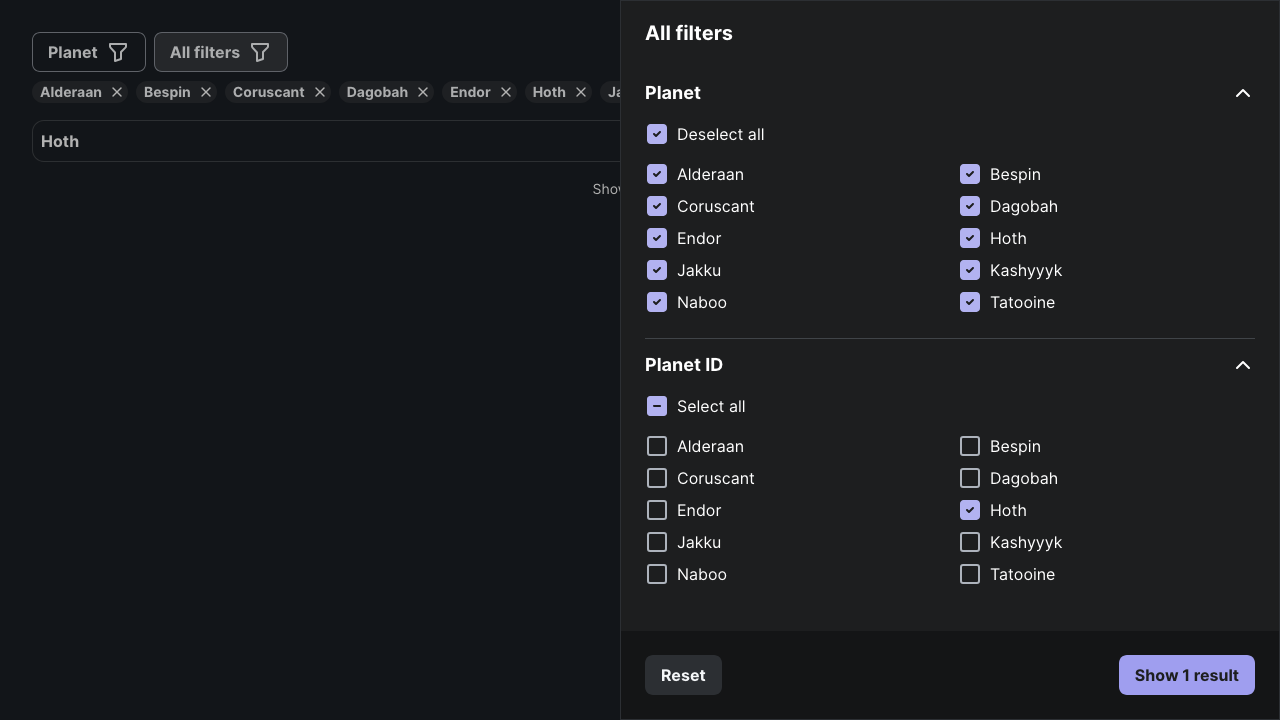 Planet
All filters
Alderaan
Bespin
Coruscant
Dagobah
Endor
Hoth
Hoth
All filters
Planet
Deselect all
Alderaan
Bespin
Coruscant
Dagobah
Endor
Hoth
Jakku
Kashyyyk
Naboo
Tatooine
Planet ID
Select all
Alderaan
Bespin
Coruscant
Dagobah
Endor
Hoth
Jakku
Kashyyyk
Naboo
Tatooine
Reset
Show 1 result